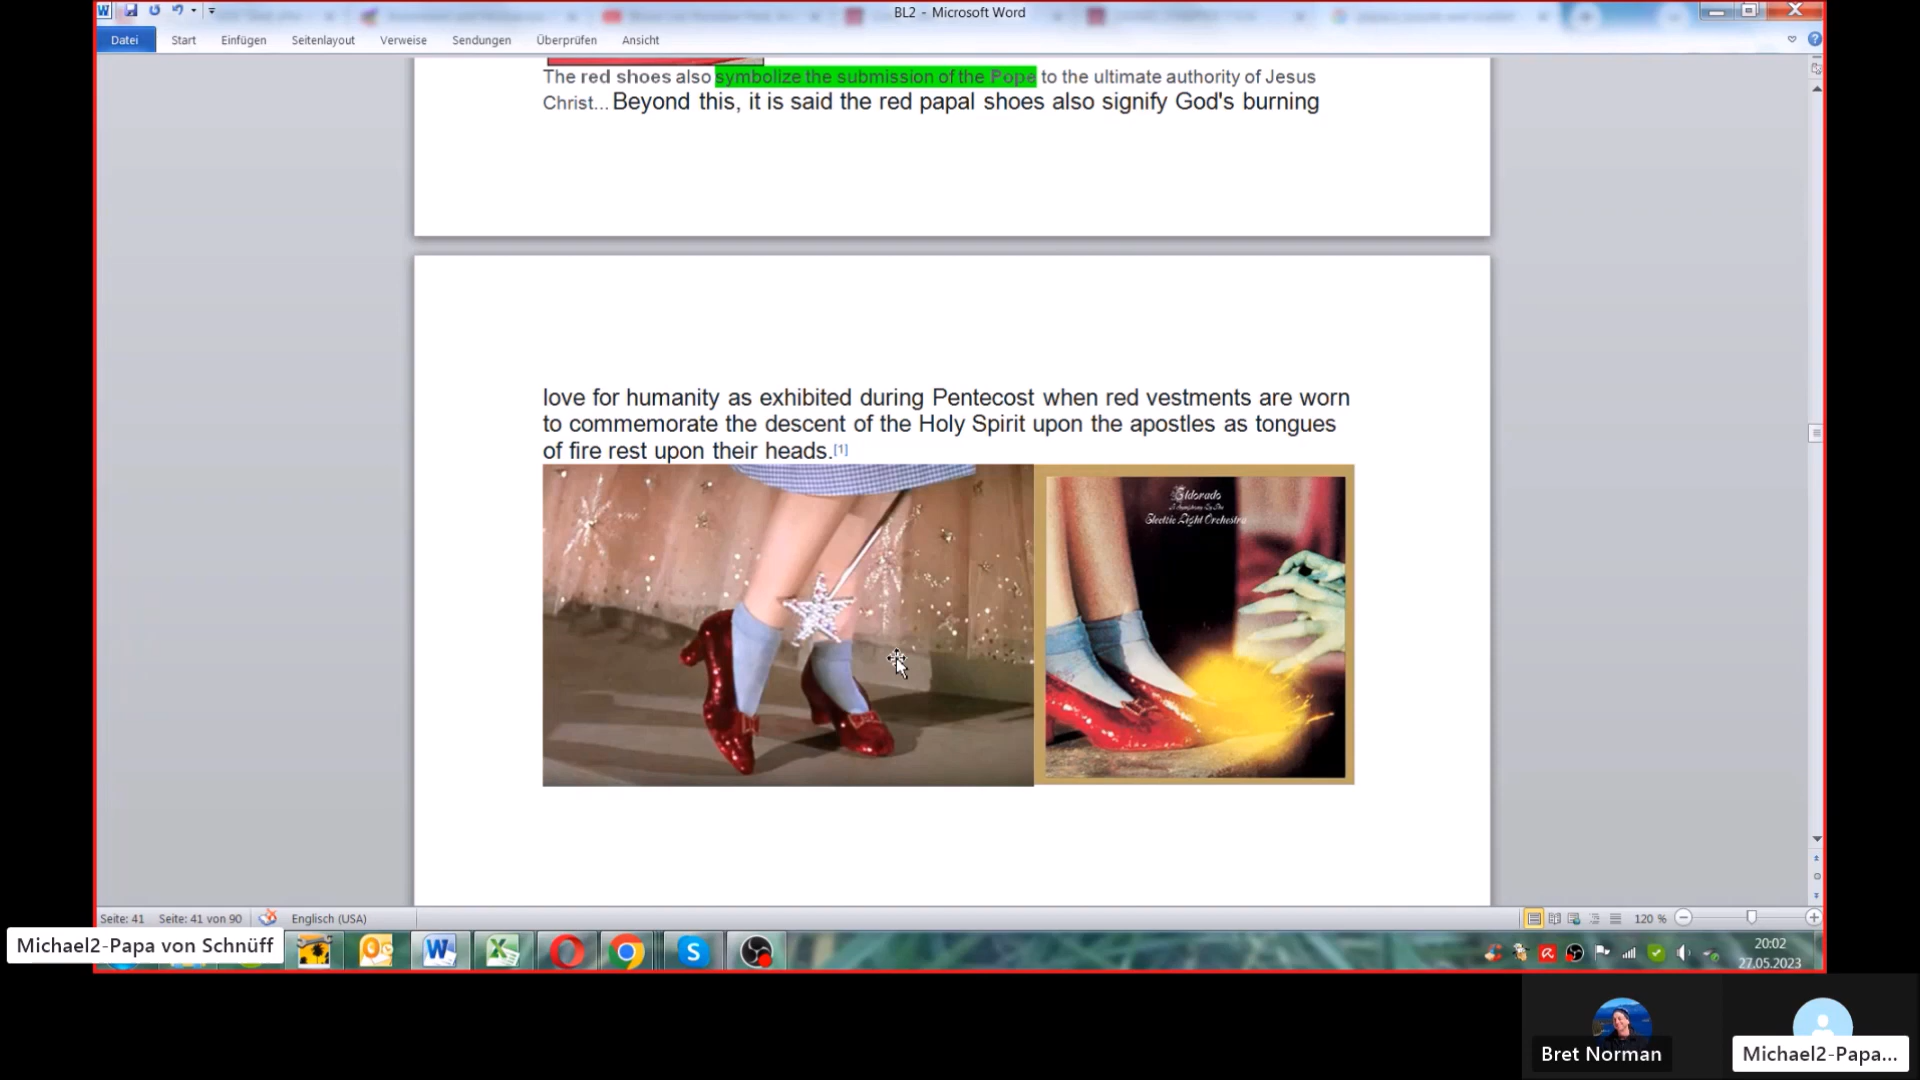 BL2 - Microsoft Word
Datei Start Einfügen Seitenlayout Verweise Sendungen Überprüfen Ansicht
The red shoes also symbolize the submission of the Pope to the ultimate authority of Jesus
Christ... Beyond this, it is said the red papal shoes also signify God's burning
love for humanity as exhibited during Pentecost when red vestments are worn
to commemorate the descent of the Holy Spirit upon the apostles as tongues
of fire rest upon their heads.[1]
Eldorado
A Symphony By The
Electric Light Orchestra
Seite: 41 Seite: 41 von 90 Englisch (USA) 120 %
Michael2-Papa von Schnüff
20:02
27.05.2023
Bret Norman
Michael2-Papa...